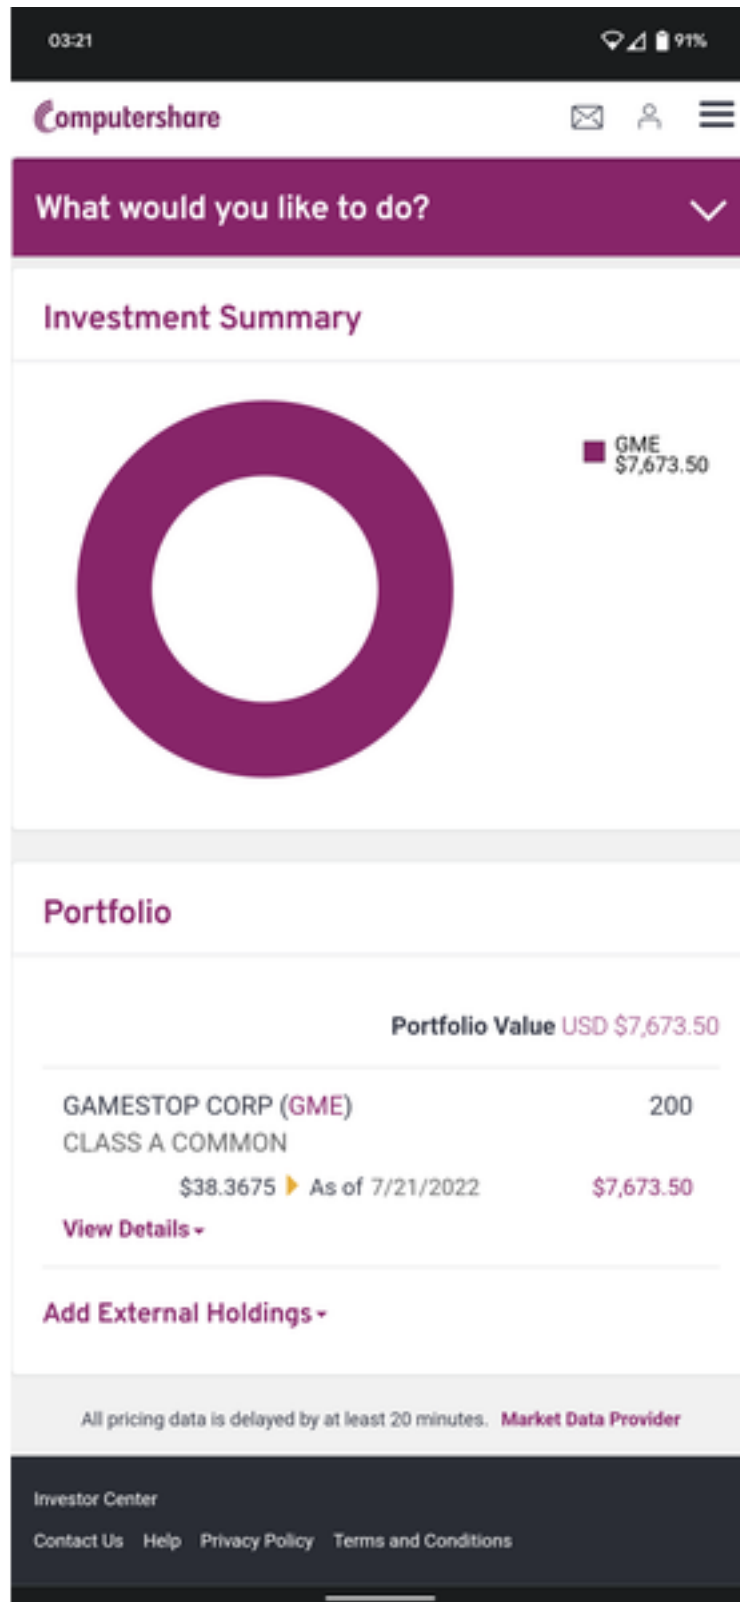 03:21
91%
Computershare
What would you like to do?
Investment Summary
GME
$7,673.50
Portfolio
Portfolio Value USD $7,673.50
GAMESTOP CORP (GME) 200
CLASS A COMMON
$38.3675 As of 7/21/2022 $7,673.50
View Details
Add External Holdings
All pricing data is delayed by at least 20 minutes. Market Data Provider
Investor Center
Contact Us Help Privacy Policy Terms and Conditions